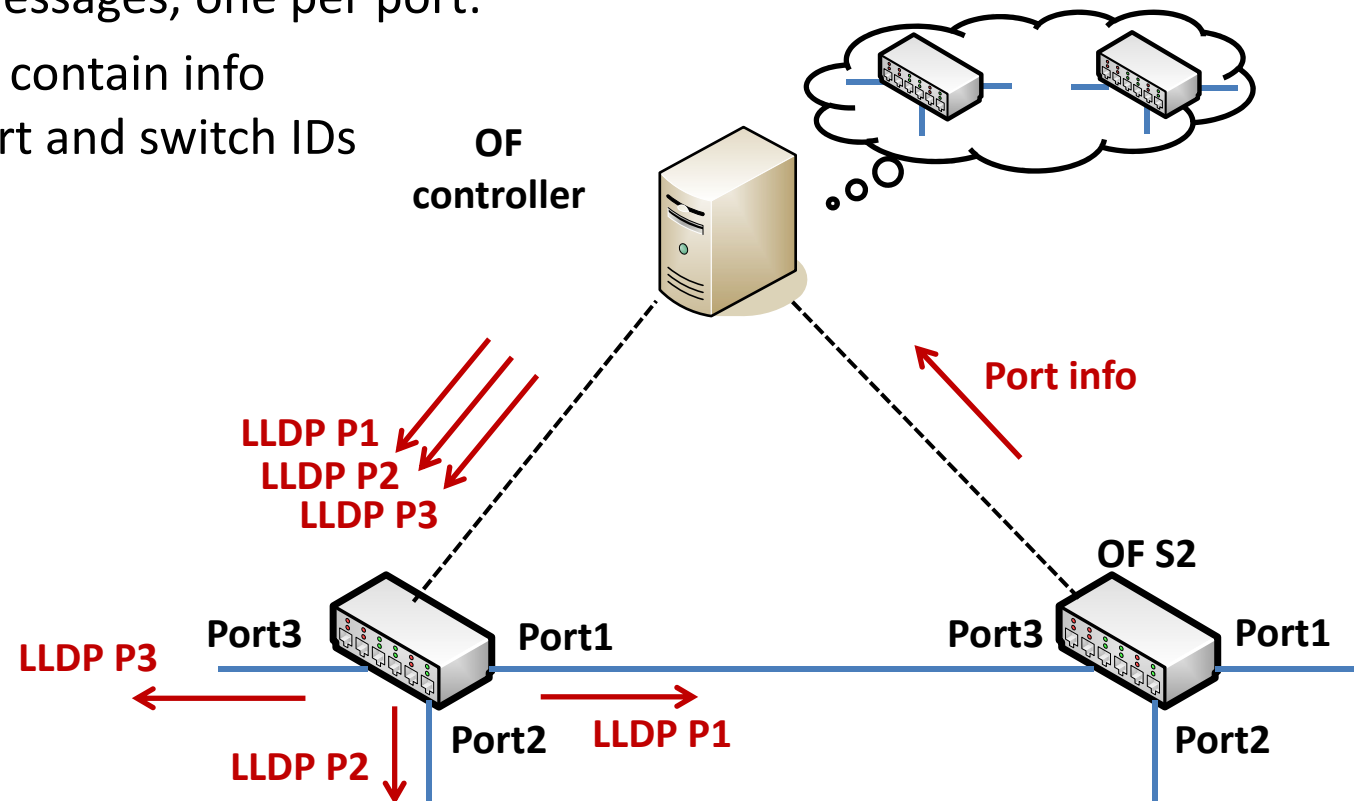 essages, one per port.
contain info
rt and switch IDs
OF
controller
Port info
LLDP P1
LLDP P2
LLDP P3
OF S2
Port3
Port1
Port3
Port1
LLDP P3
Port2
LLDP P1
Port2
LLDP P2